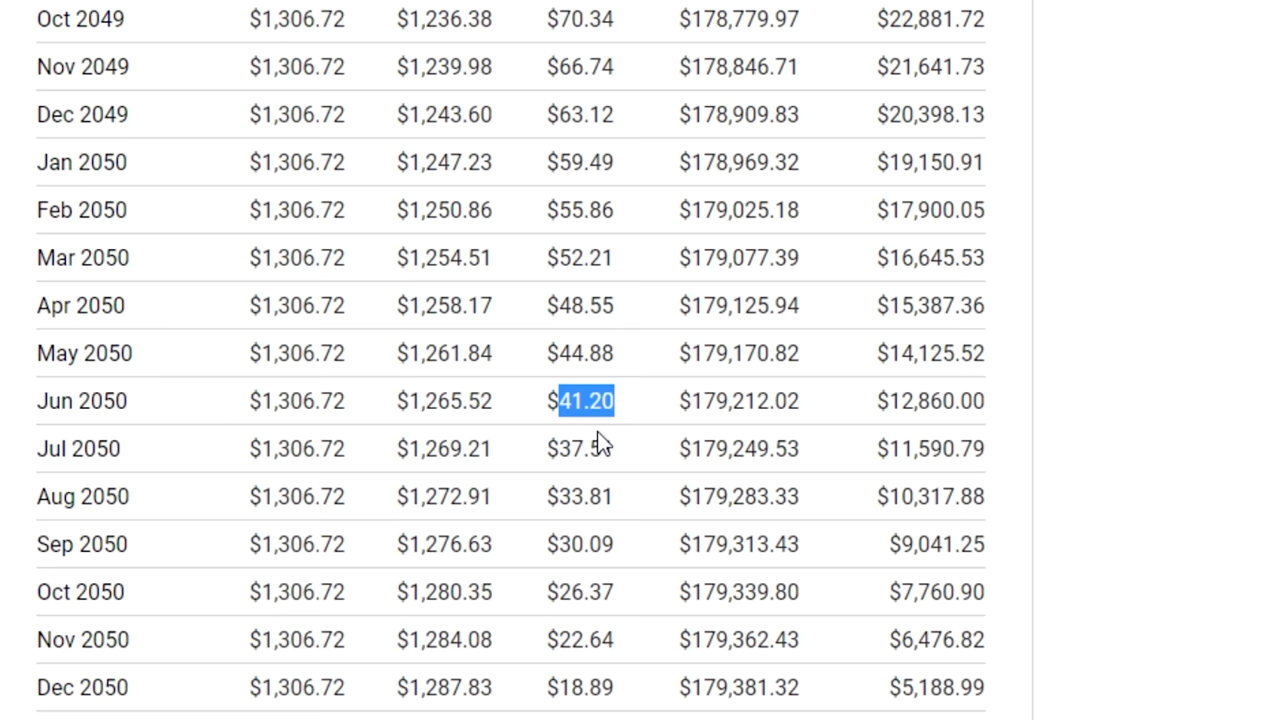 Oct 2049 $1,306.72 $1,236.38 $70.34 $178,779.97 $22,881.72
Nov 2049 $1,306.72 $1,239.98 $66.74 $178,846.71 $21,641.73
Dec 2049 $1,306.72 $1,243.60 $63.12 $178,909.83 $20,398.13
Jan 2050 $1,306.72 $1,247.23 $59.49 $178,969.32 $19,150.91
Feb 2050 $1,306.72 $1,250.86 $55.86 $179,025.18 $17,900.05
Mar 2050 $1,306.72 $1,254.51 $52.21 $179,077.39 $16,645.53
Apr 2050 $1,306.72 $1,258.17 $48.55 $179,125.94 $15,387.36
May 2050 $1,306.72 $1,261.84 $44.88 $179,170.82 $14,125.52
Jun 2050 $1,306.72 $1,265.52 $41.20 $179,212.02 $12,860.00
Jul 2050 $1,306.72 $1,269.21 $179,249.53 $11,590.79
Aug 2050 $1,306.72 $1,272.91 $33.81 $179,283.33 $10,317.88
Sep 2050 $1,306.72 $1,276.63 $30.09 $179,313.43 $9,041.25
Oct 2050 $1,306.72 $1,280.35 $26.37 $179,339.80 $7,760.90
Nov 2050 $1,306.72 $1,284.08 $22.64 $179,362.43 $6,476.82
Dec 2050 $1,306.72 $1,287.83 $18.89 $179,381.32 $5,188.99